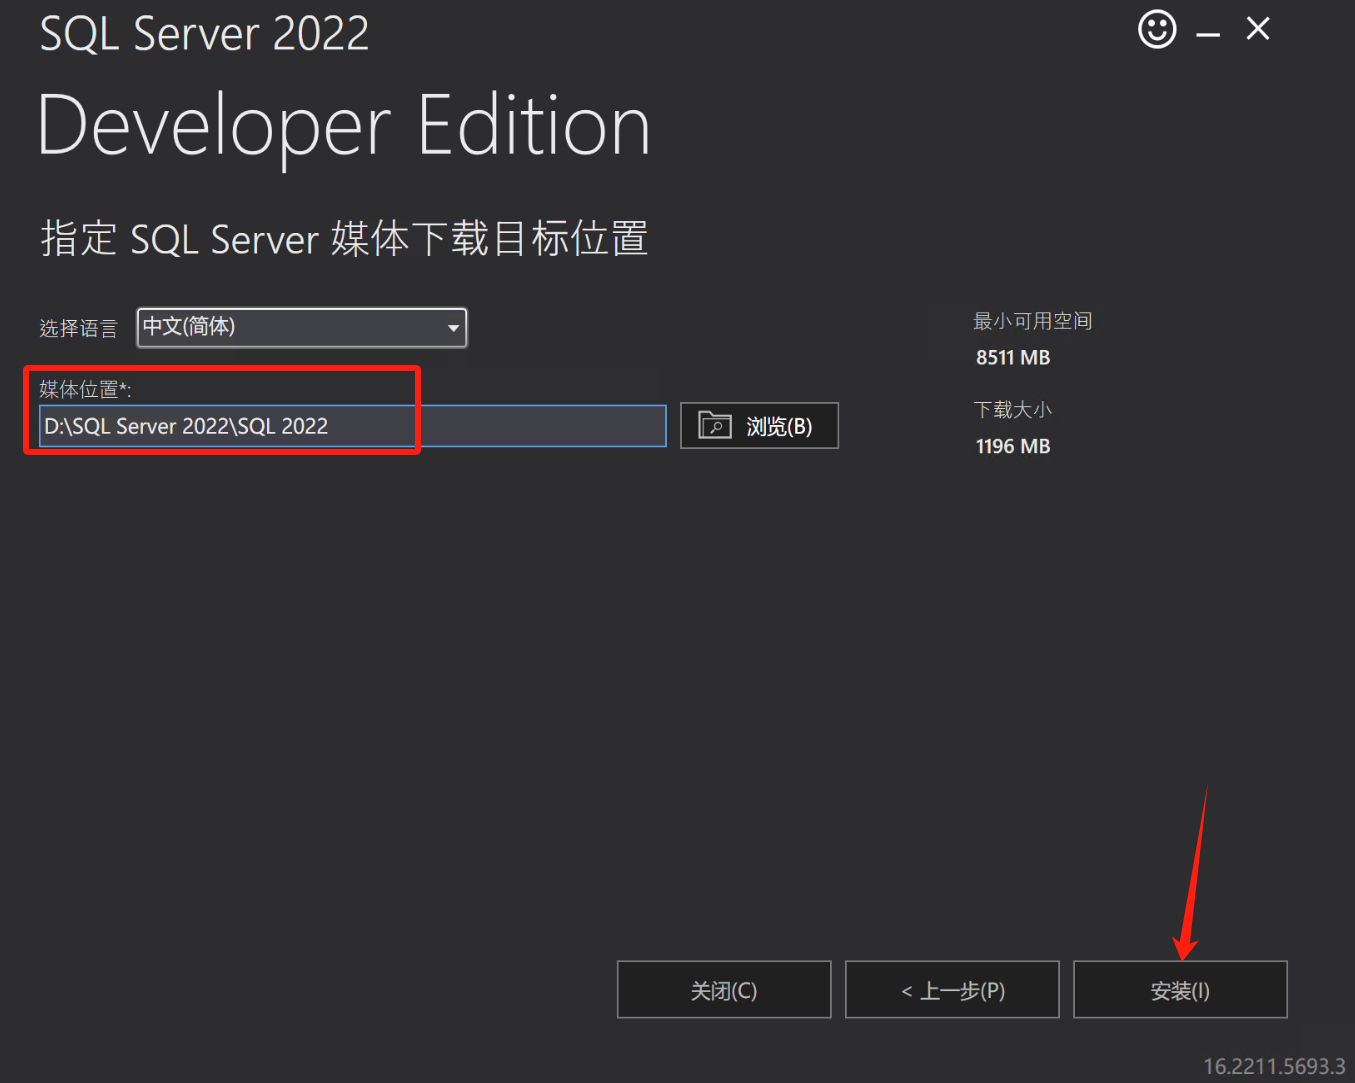 SQL Server 2022
Developer Edition
指定 SQL Server 媒体下载目标位置
选择语言
中文(简体)
最小可用空间
8511 MB
媒体位置*:
D:\SQL Server 2022\SQL 2022
浏览(B)
下载大小
1196 MB
关闭(C)
< 上一步(P)
安装(I)
16.2211.5693.3